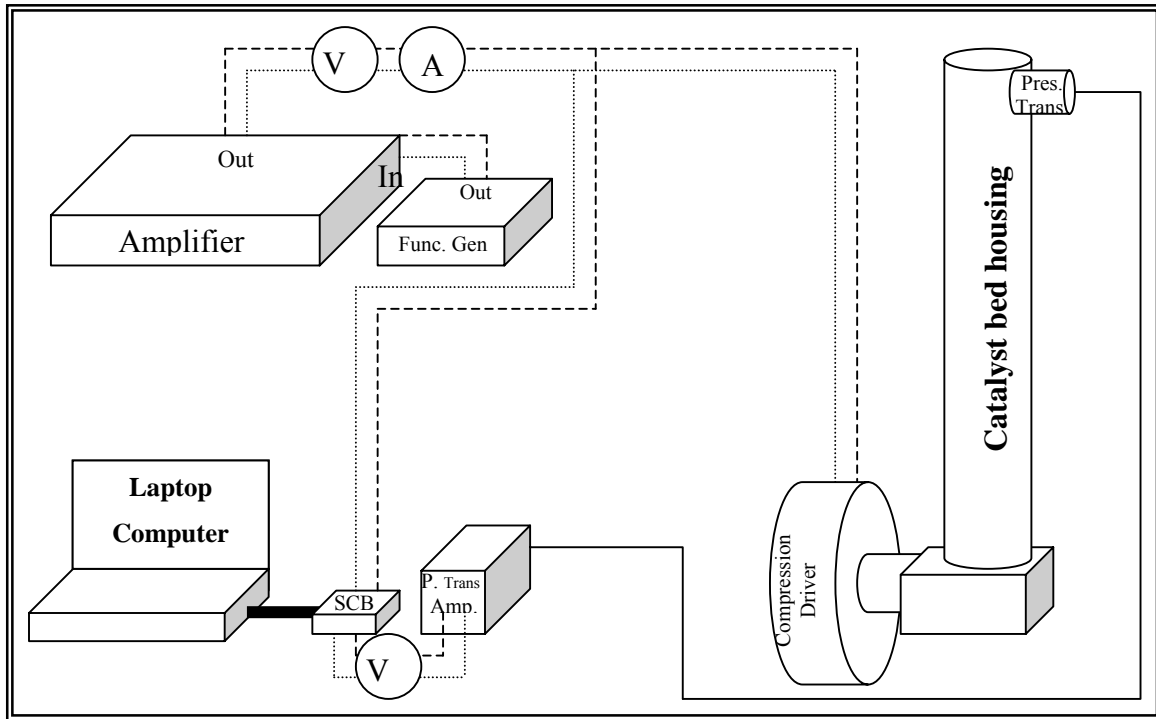 V
A
Pres.
Trans
Out
In
Out
Amplifier
Func. Gen
Catalyst bed housing
Laptop
Computer
SCB
P. Trans
Amp.
V
Compression
Driver